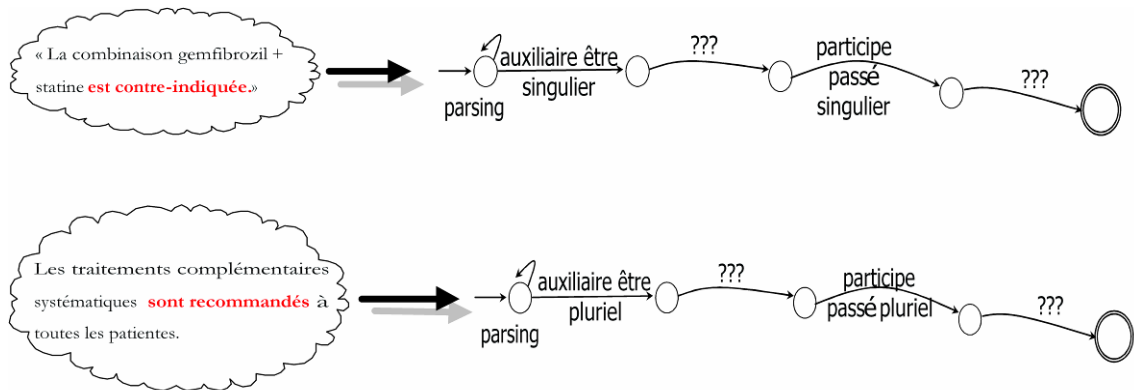 « La combinaison gemfibrozil +
statine est contre-indiquée.»
parsing
auxiliaire être
singulier
???
participe
passé
singulier
???
Les traitements complémentaires
systématiques sont recommandés à
toutes les patientes.
parsing
auxiliaire être
pluriel
???
participe
passé pluriel
???